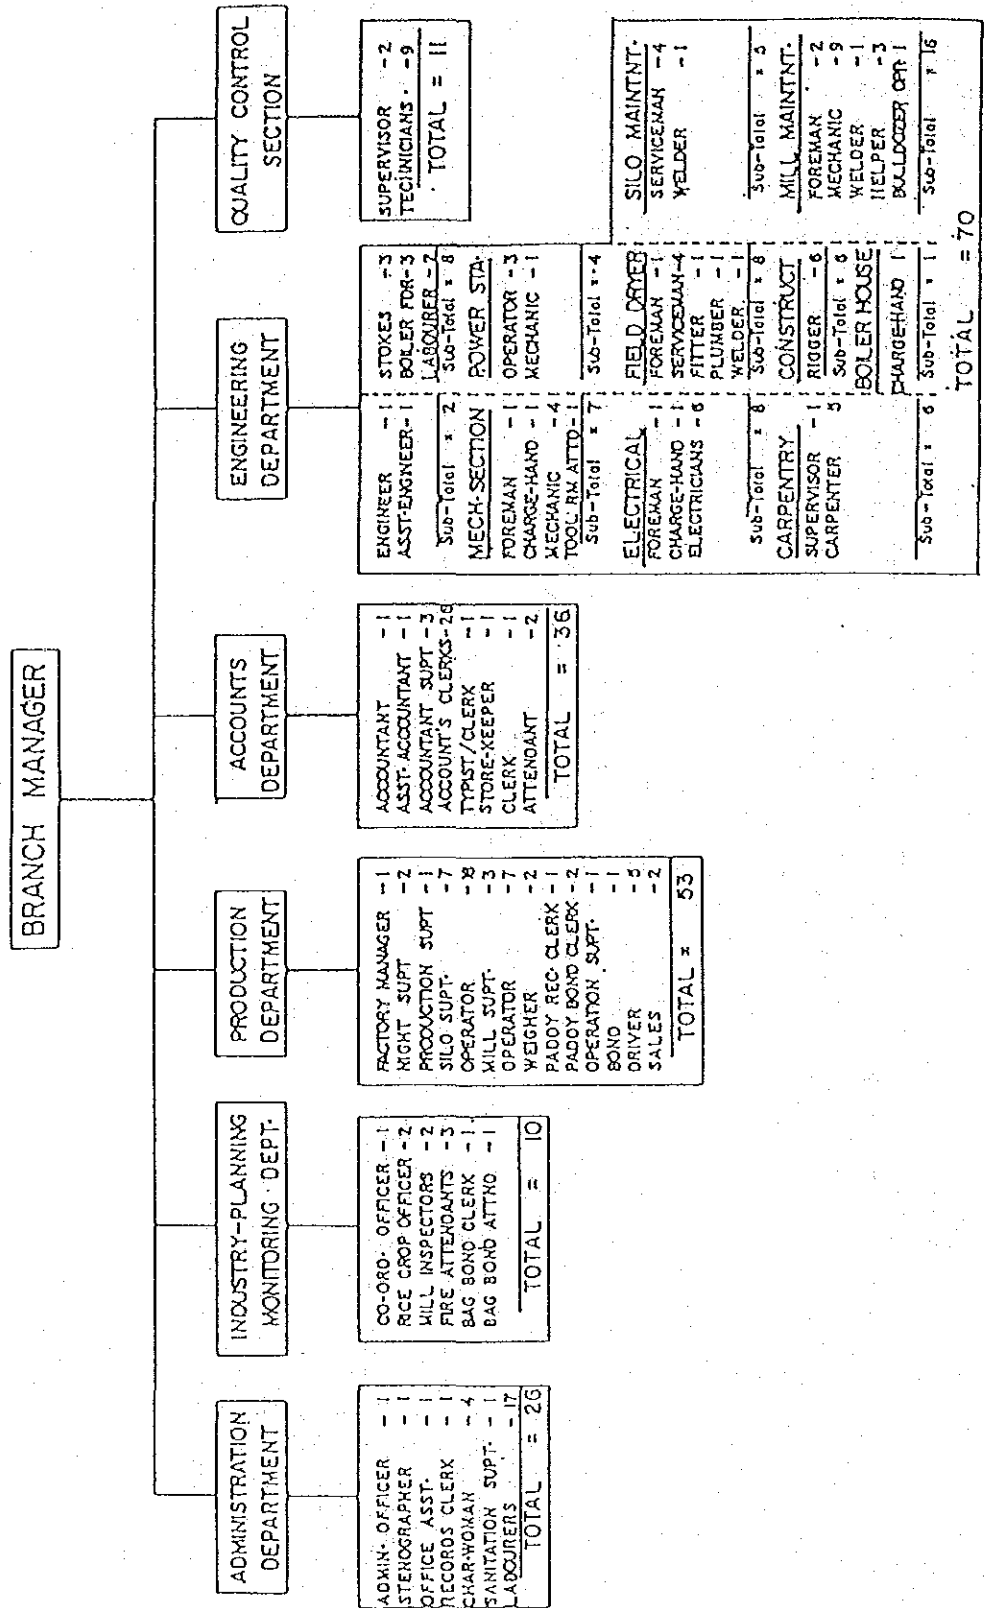 BRANCH MANAGER
ADMINISTRATION
DEPARTMENT
ADMIN. OFFICER - 1
STENOGRAPHER - 1
OFFICE ASST. - 1
RECORDS CLERK - 1
CHAR-WOMAN - 4
SANITATION SUPT. - 1
LABOURERS - 17
TOTAL = 26
INDUSTRY-PLANNING
MONITORING DEPT.
CO-ORD. OFFICER - 1
RICE CROP OFFICER - 2
MILL INSPECTORS - 2
FIRE ATTENDANTS - 3
BAG BOND CLERK - 1
BAG BOND ATTND - 1
TOTAL = 10
PRODUCTION
DEPARTMENT
FACTORY MANAGER - 1
NIGHT SUPT - 2
PRODUCTION SUPT - 1
SILO SUPT. - 7
OPERATOR - 18
MILL SUPT. - 3
OPERATOR - 7
WEIGHER - 2
PADDY REC. CLERK - 1
PADDY BOND CLERK - 2
OPERATION SUPT. - 1
BOND - 1
DRIVER - 5
SALES - 2
TOTAL = 53
ACCOUNTS
DEPARTMENT
ACCOUNTANT - 1
ASST. ACCOUNTANT - 1
ACCOUNTANT SUPT - 3
ACCOUNT'S CLERKS - 26
TYPIST/CLERK - 1
STORE-KEEPER - 1
CLERK - 1
ATTENDANT - 2
TOTAL = 36
ENGINEERING
DEPARTMENT
ENGINEER - 1
ASST-ENGINEER - 1
Sub-Total = 2
MECH-SECTION
FOREMAN - 1
CHARGE-HAND - 1
MECHANIC - 4
TOOL RM ATTD - 1
Sub-Total = 7
ELECTRICAL
FOREMAN - 1
CHARGE-HAND - 1
ELECTRICIANS - 6
Sub-Total = 8
CARPENTRY
SUPERVISOR - 1
CARPENTER 5
Sub-Total = 6
STOKES - 3
BOILER FOR - 3
LABOURER - 2
Sub-Total = 8
POWER STA.
OPERATOR - 3
MECHANIC - 1
Sub-Total = 4
FIELD DRYER
FOREMAN - 1
SERVICEMAN - 4
FITTER - 1
PLUMBER - 1
WELDER - 1
Sub-Total = 8
CONSTRUCT
RIGGER - 6
Sub-Total = 6
BOILER HOUSE
CHARGE-HAND 1
Sub-Total = 1
SILO MAINTNT.
SERVICEMAN - 4
WELDER - 1
Sub-Total = 5
MILL MAINTNT.
FOREMAN - 2
MECHANIC - 9
WELDER - 1
HELPER - 3
BULLDOZER OPR. 1
Sub-Total = 16
TOTAL = 70
QUALITY CONTROL
SECTION
SUPERVISOR - 2
TECHNICIANS. - 9
TOTAL = 11